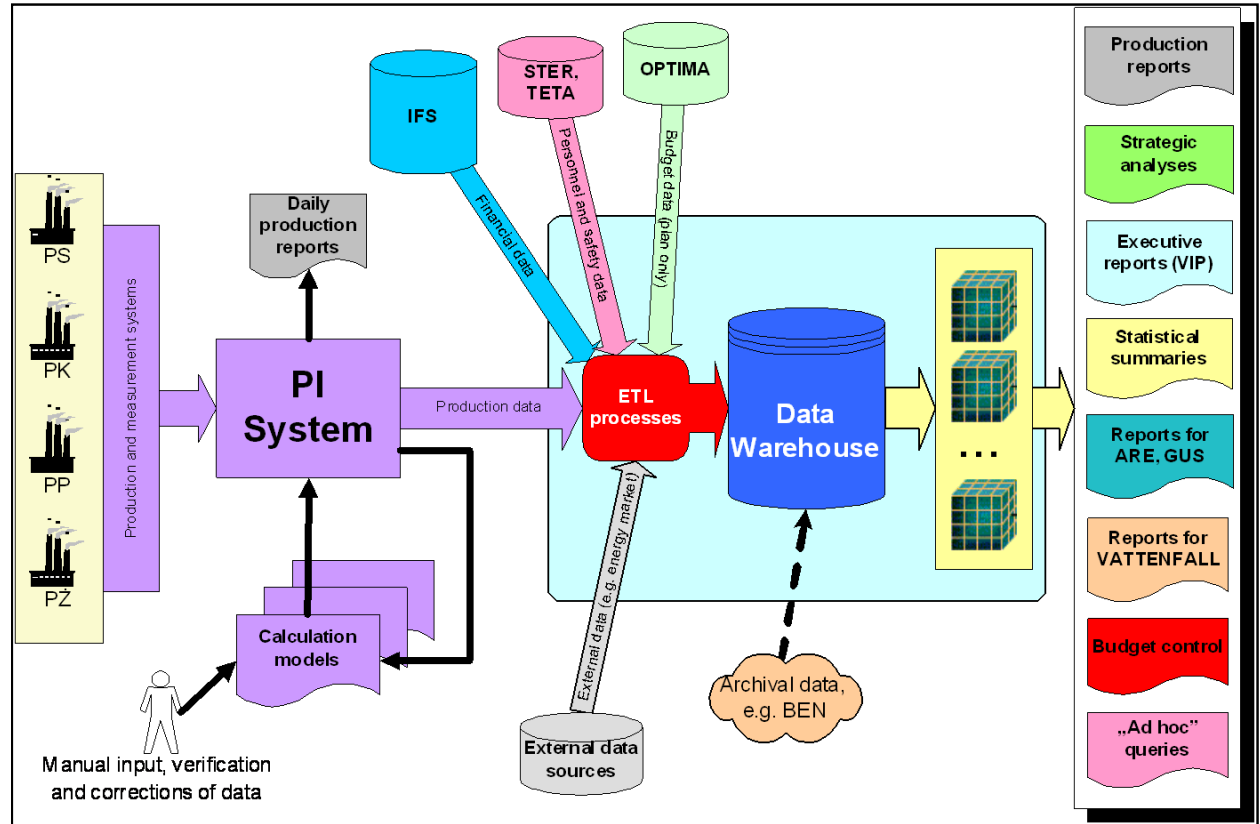 IFS
STER,
TETA
OPTIMA
Financial data
Personnel and safety data
Budget data (plan only)
PS
PK
PP
PŻ
Production and measurement systems
Daily
production
reports
PI
System
Production data
ETL
processes
Data
Warehouse
...
Calculation
models
Manual input, verification
and corrections of data
External data (e.g. energy market)
External data
sources
Archival data,
e.g. BEN
Production
reports
Strategic
analyses
Executive
reports (VIP)
Statistical
summaries
Reports for
ARE, GUS
Reports for
VATTENFALL
Budget control
„Ad hoc”
queries